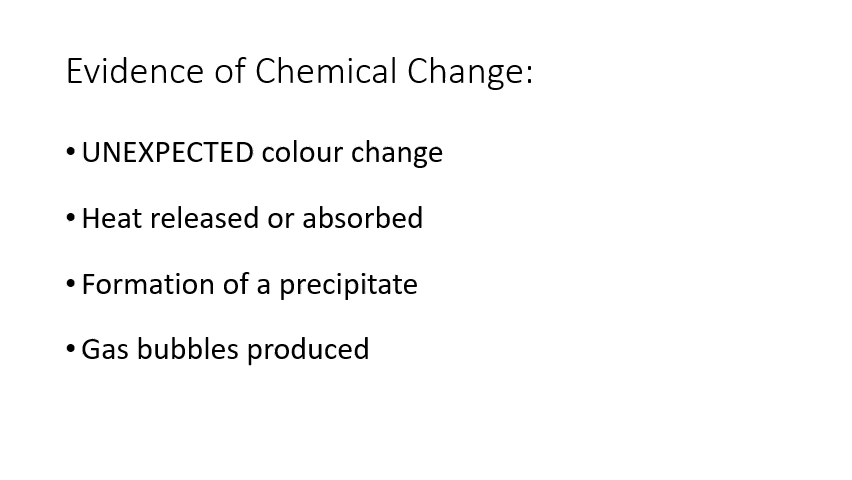 Evidence of Chemical Change:
• UNEXPECTED colour change
• Heat released or absorbed
• Formation of a precipitate
• Gas bubbles produced